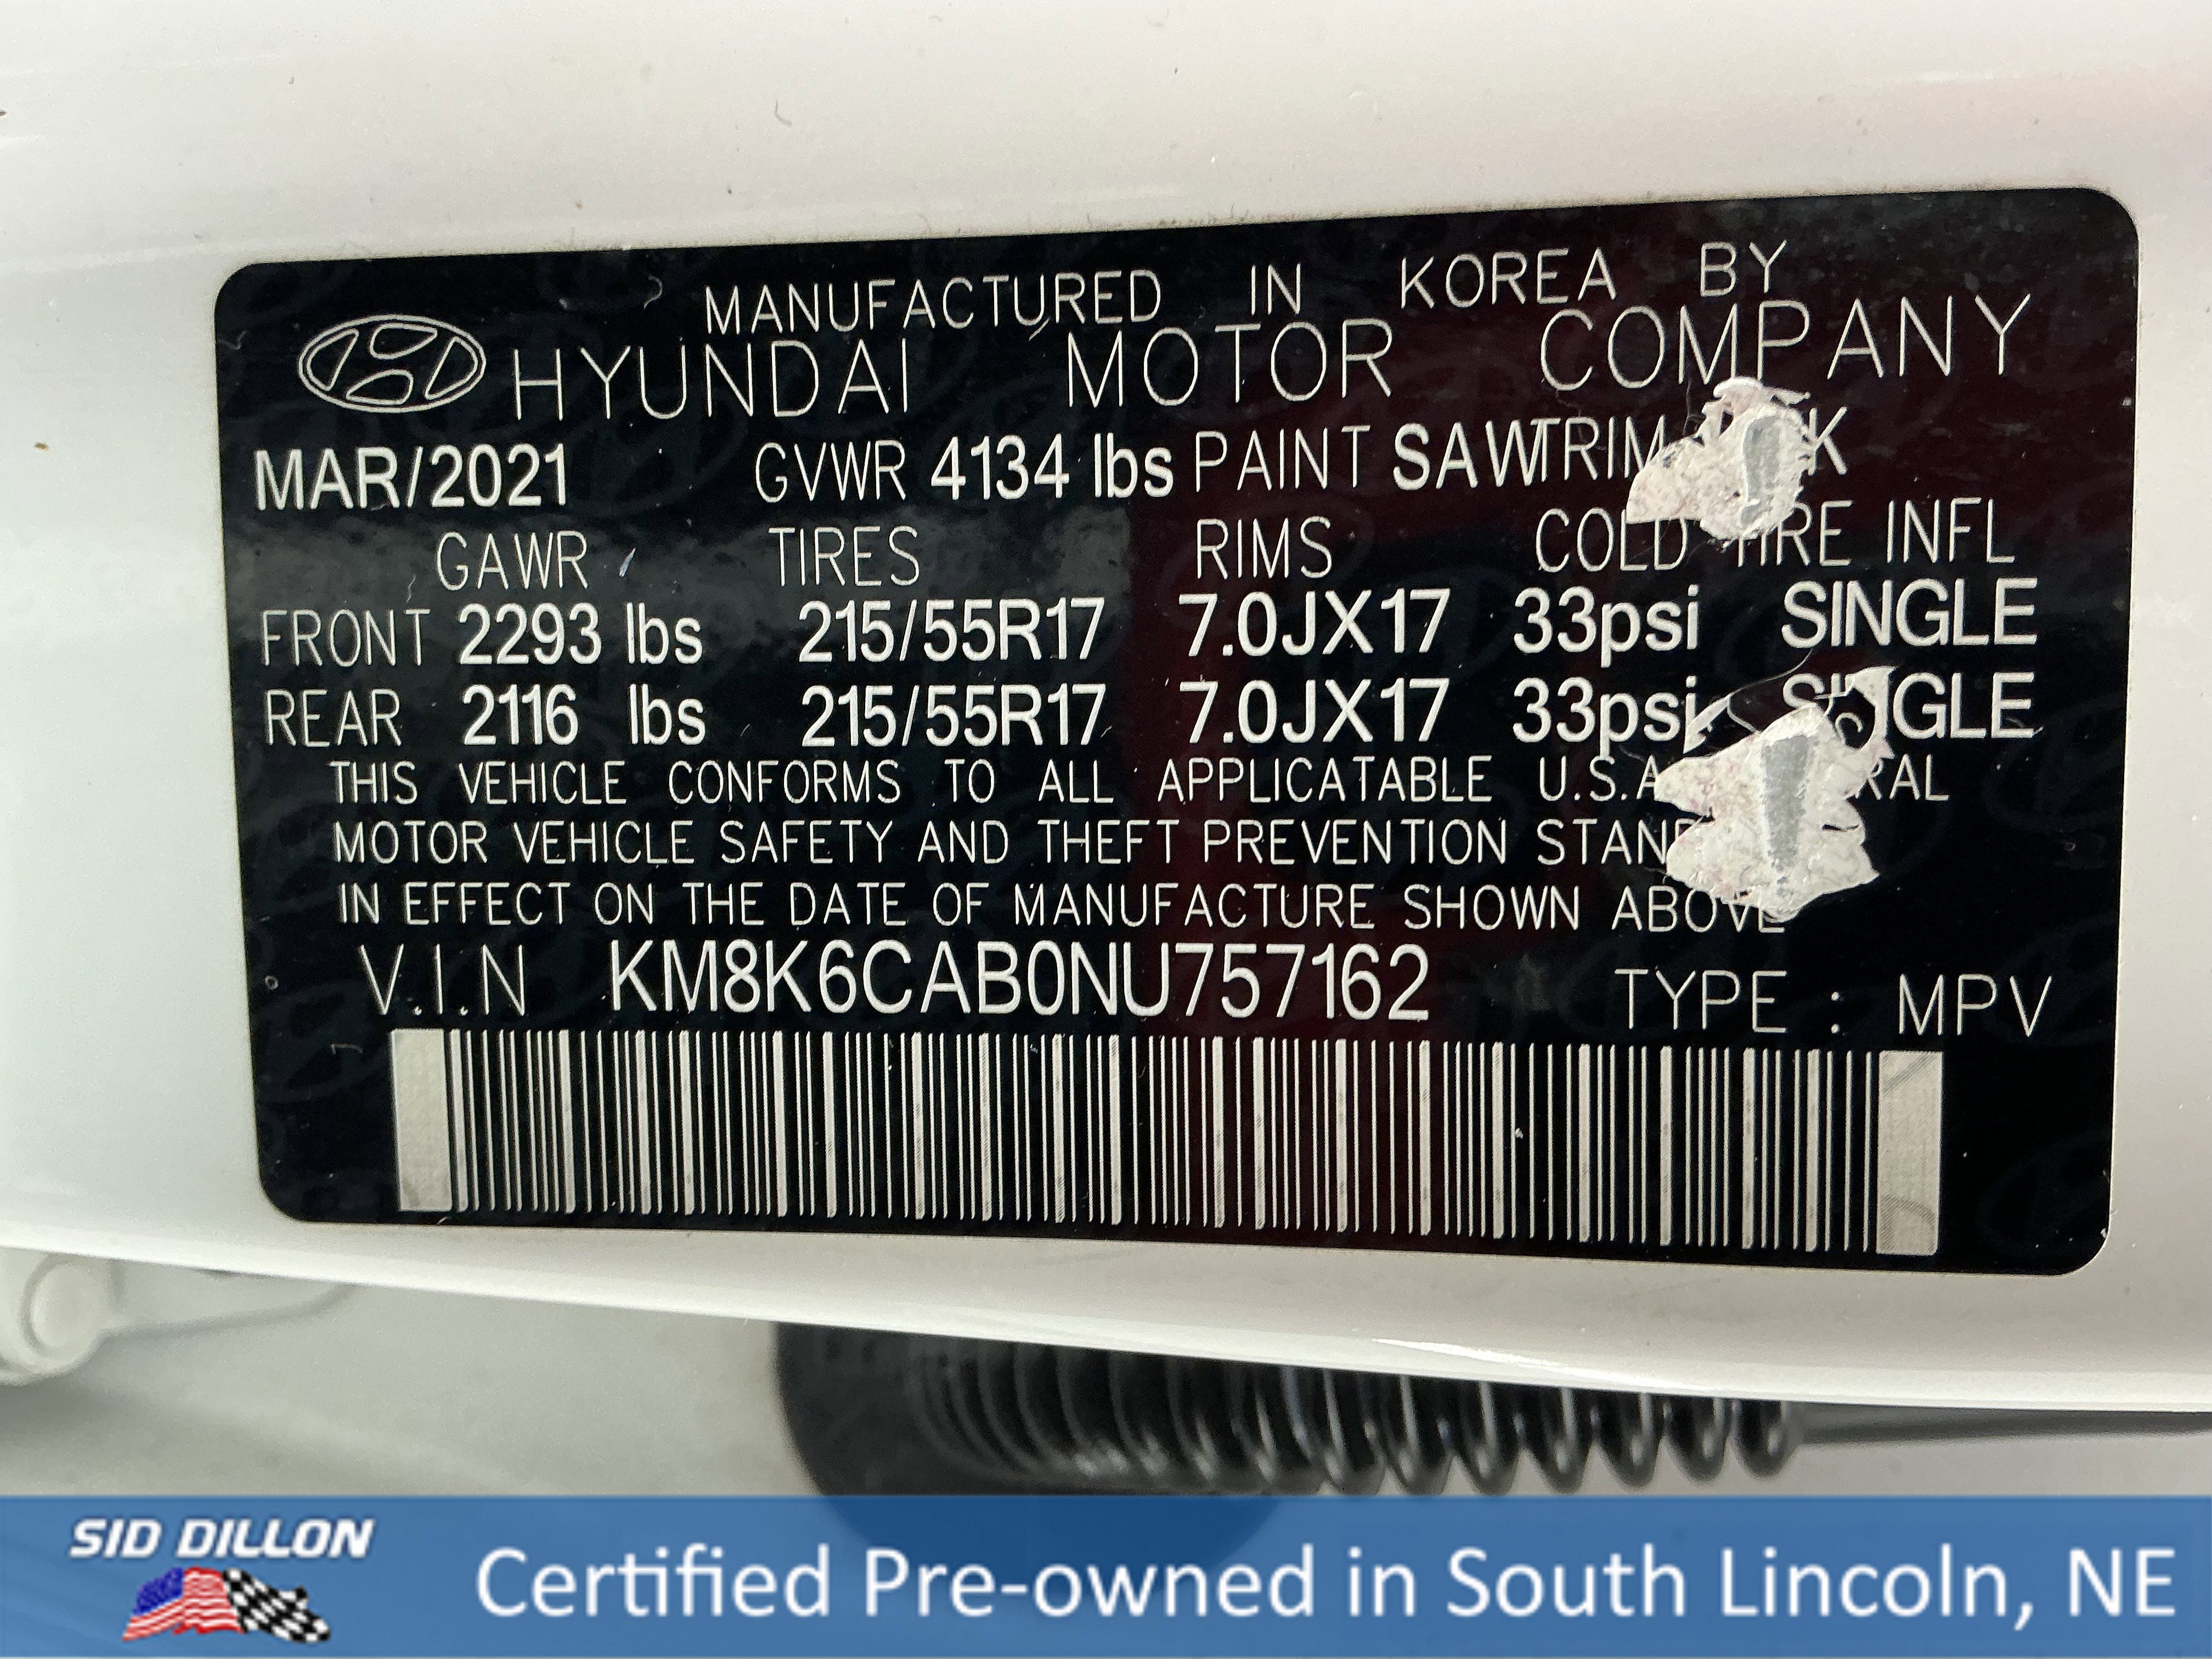 MANUFACTURED IN KOREA BY
HYUNDAI MOTOR COMPANY
MAR/2021 GVWR 4134 lbs PAINT SAW TRIM
GAWR TIRES RIMS COLD TIRE INFL
FRONT 2293 lbs 215/55R17 7.0JX17 33psi SINGLE
REAR 2116 lbs 215/55R17 7.0JX17 33psi SINGLE
THIS VEHICLE CONFORMS TO ALL APPLICATABLE U.S.A
MOTOR VEHICLE SAFETY AND THEFT PREVENTION
IN EFFECT ON THE DATE OF MANUFACTURE SHOWN ABOVE
V.I.N KM8K6CAB0NU757162 TYPE : MPV
SID DILLON
Certified Pre-owned in South Lincoln, NE